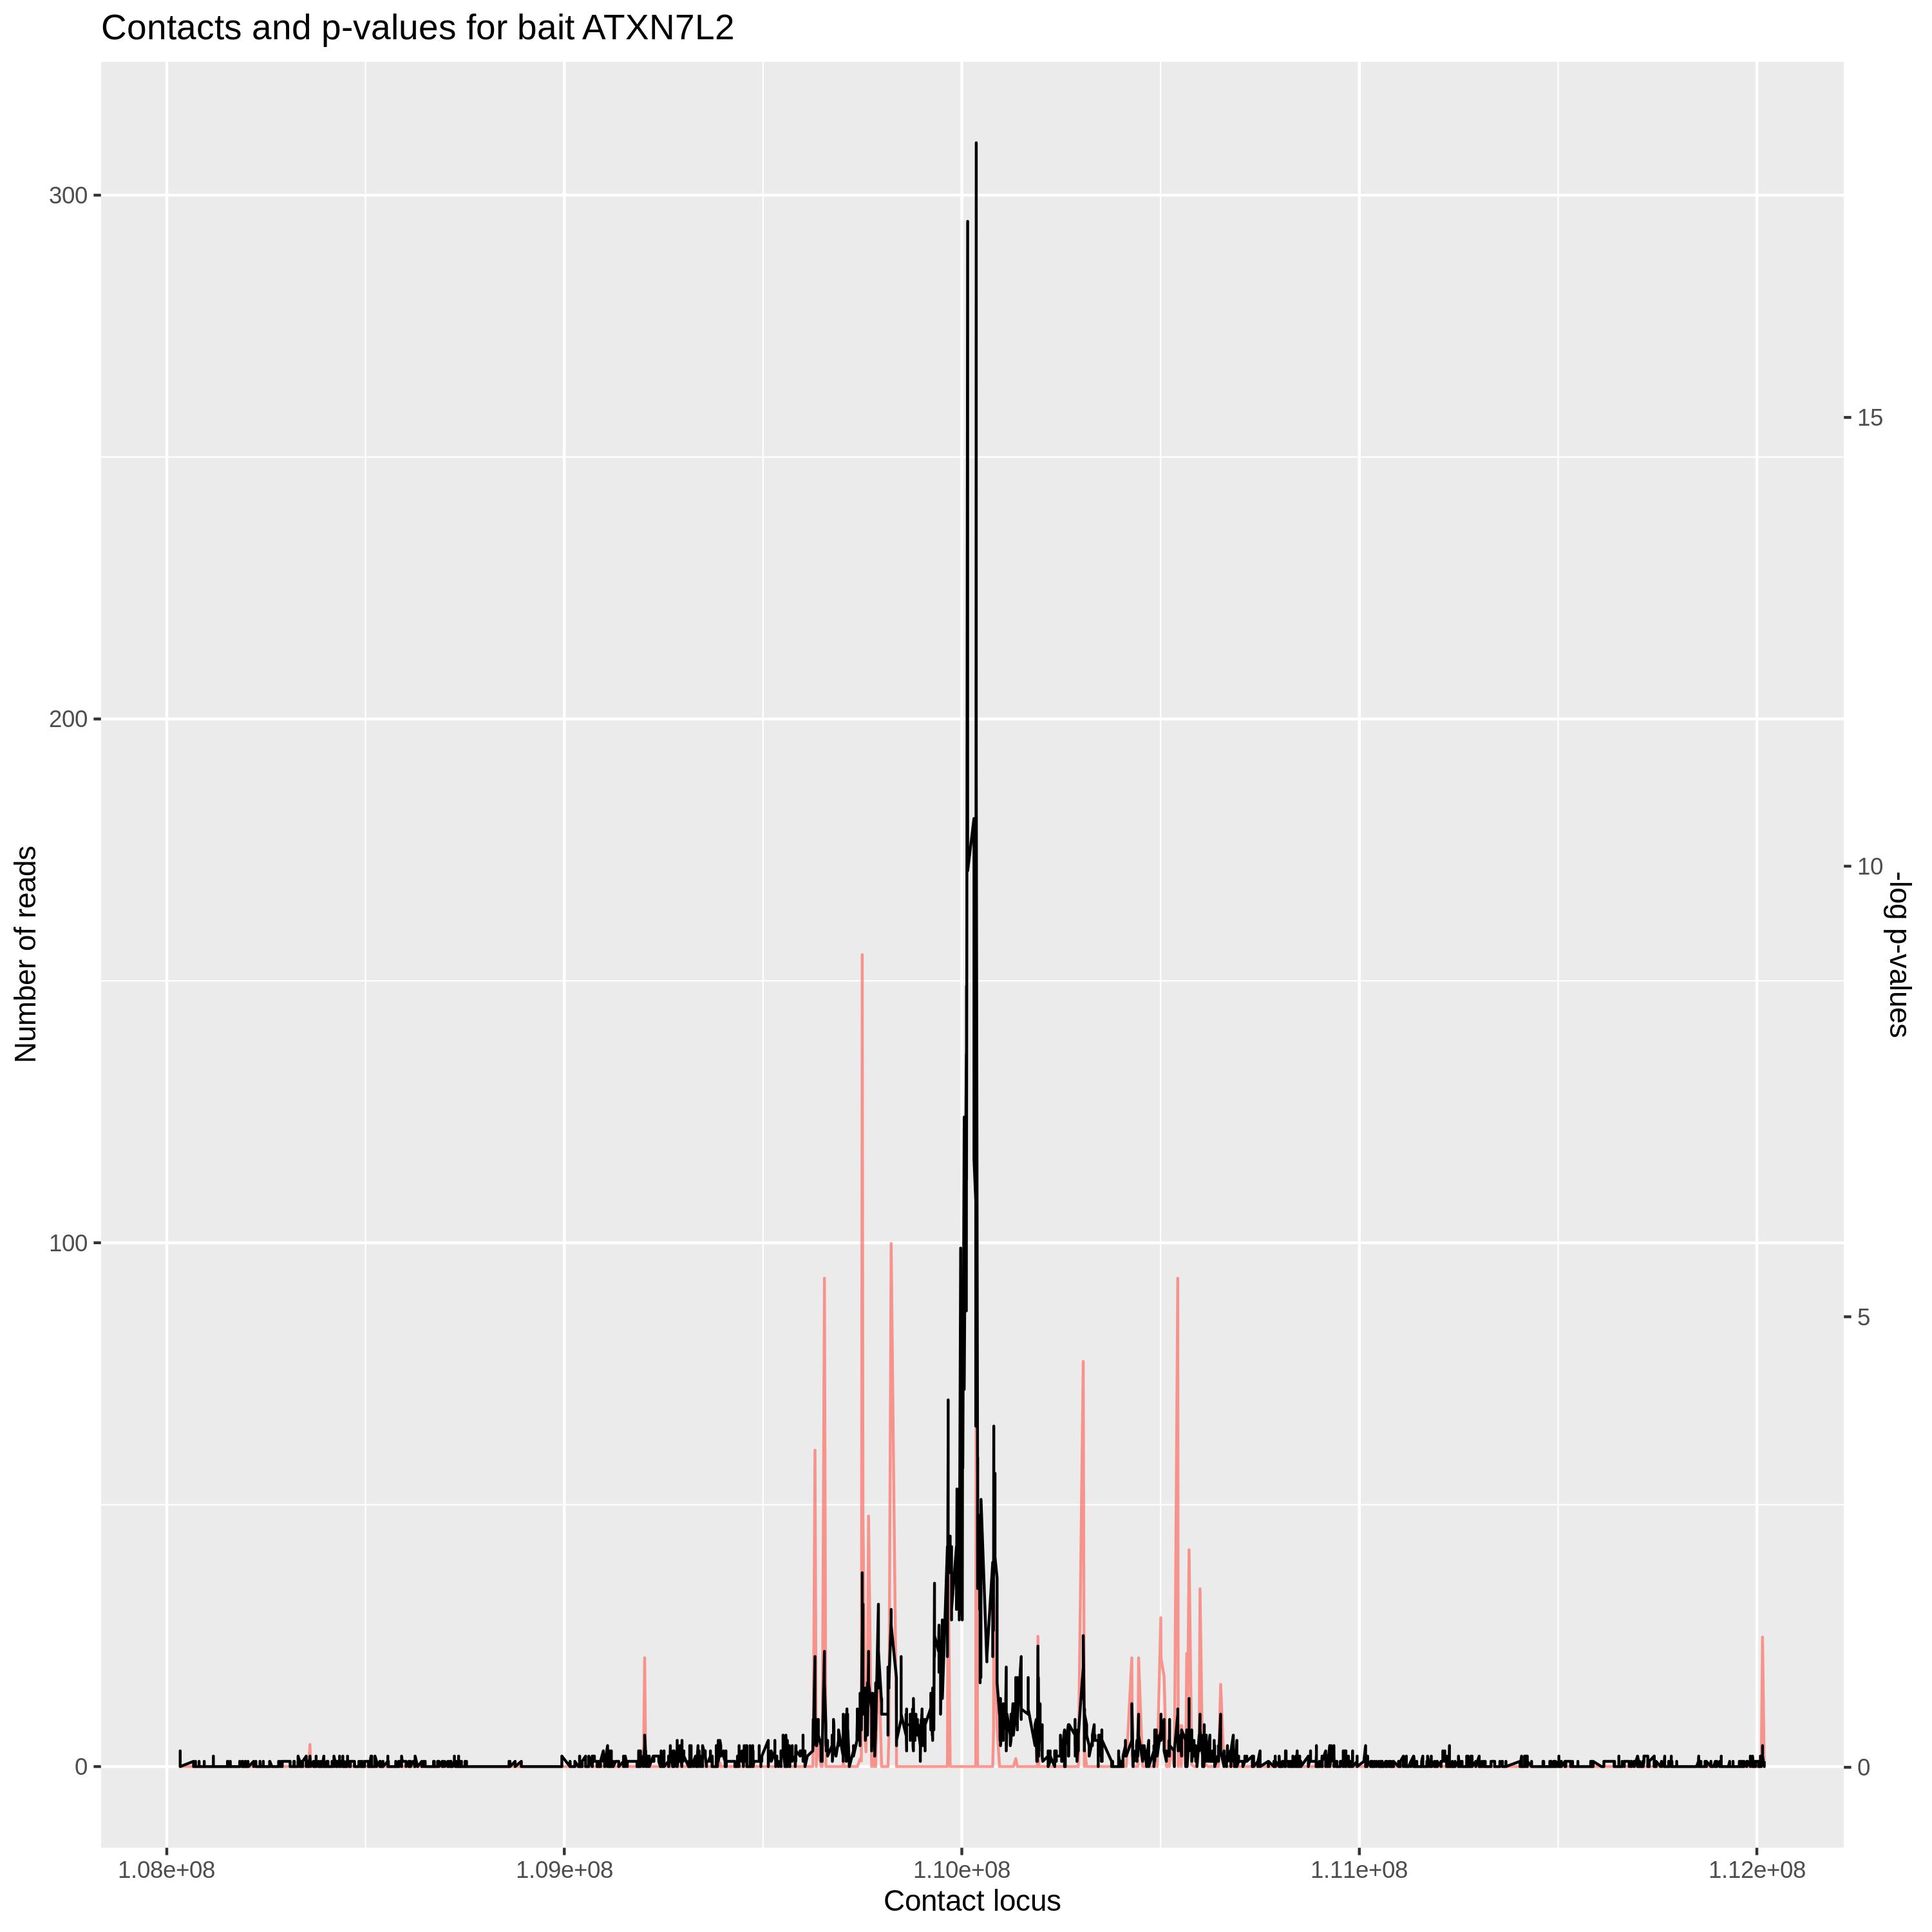 Contacts and p-values for bait ATXN7L2
300
200
100
0
15
10
5
0
Number of reads
-log p-values
1.08e+08 1.09e+08 1.10e+08 1.11e+08 1.12e+08
Contact locus